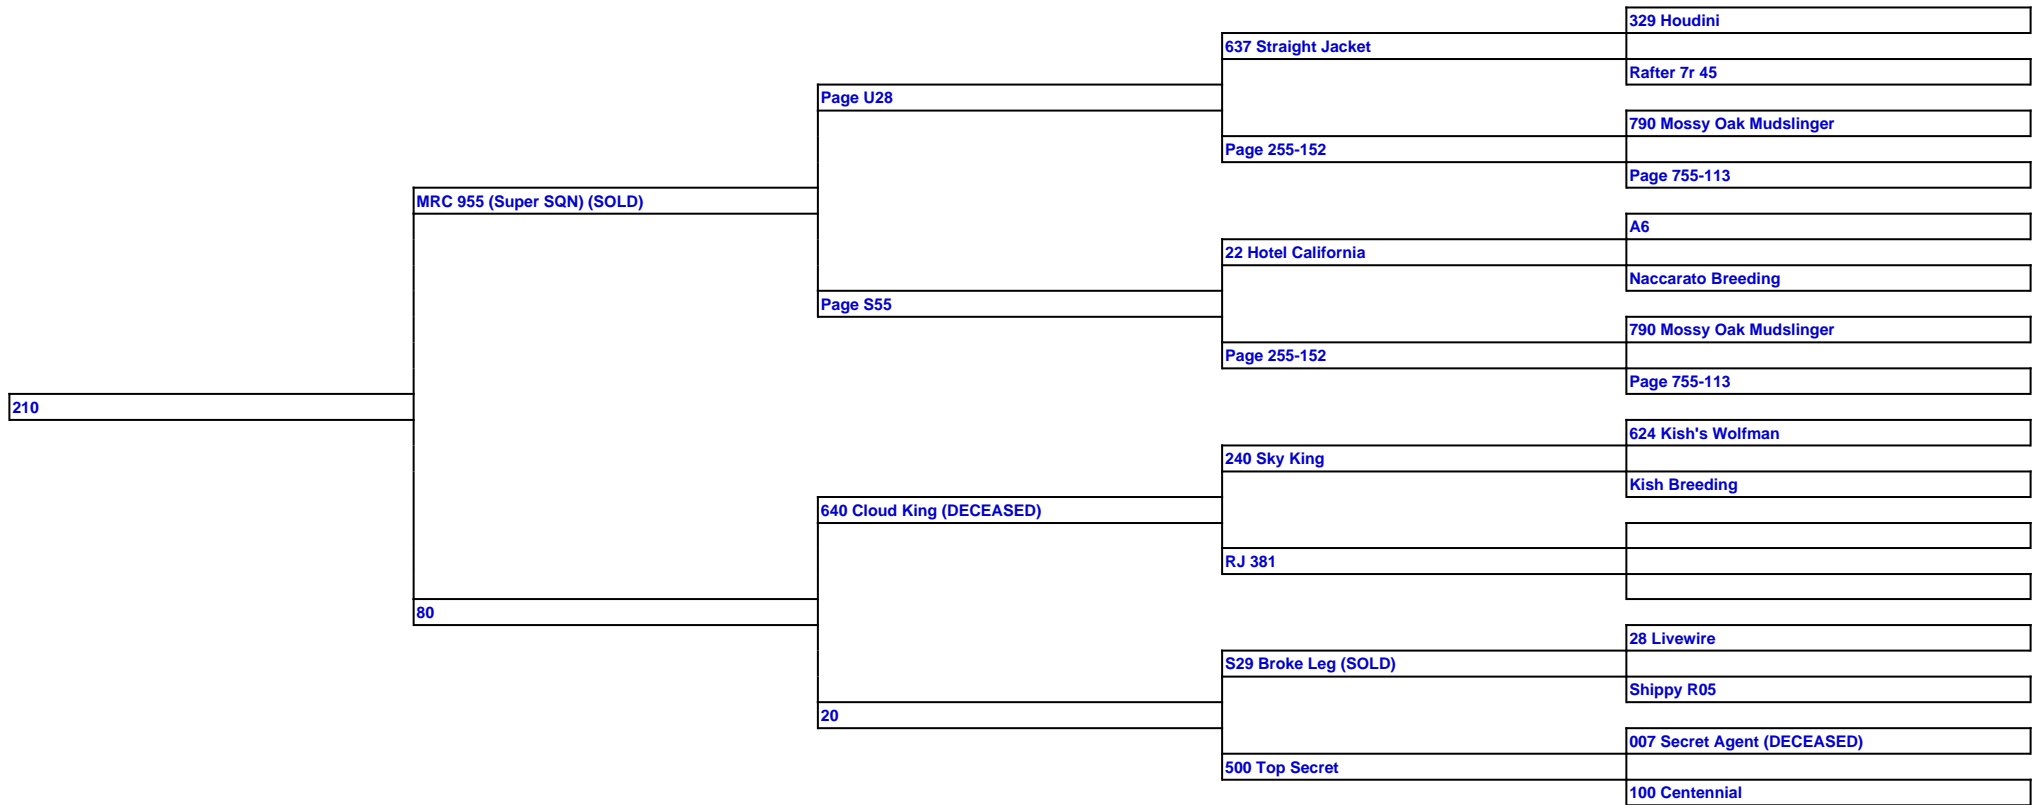 329 Houdini
637 Straight Jacket
Rafter 7r 45
Page U28
790 Mossy Oak Mudslinger
Page 255-152
Page 755-113
MRC 955 (Super SQN) (SOLD)
A6
22 Hotel California
Naccarato Breeding
Page S55
790 Mossy Oak Mudslinger
Page 255-152
Page 755-113
210
624 Kish's Wolfman
240 Sky King
Kish Breeding
640 Cloud King (DECEASED)
RJ 381
80
28 Livewire
S29 Broke Leg (SOLD)
Shippy R05
20
007 Secret Agent (DECEASED)
500 Top Secret
100 Centennial